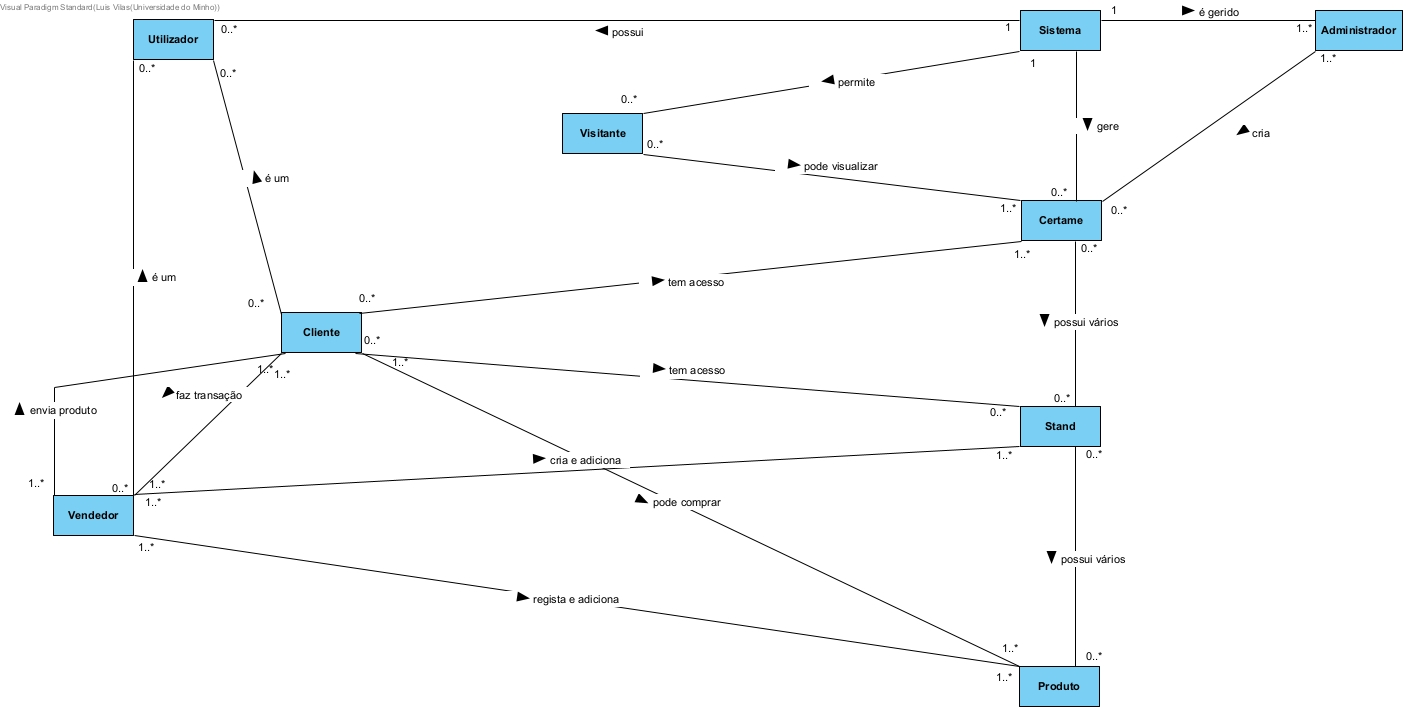 Visual Paradigm Standard(Luis Vilas(Universidade do Minho))
Utilizador
0..*
possui
1
Sistema
1
é gerido
1..*
Administrador
0..*
0..*
1
1..*
permite
0..*
Visitante
0..*
gere
cria
pode visualizar
é um
0..*
1..*
Certame
0..*
1..*
0..*
é um
tem acesso
0..*
0..*
Cliente
0..*
possui vários
1..*
1..*
1..*
tem acesso
faz transação
envia produto
0..*
0..*
Stand
1..*
0..*
cria e adiciona
1..*
0..*
1..*
1..*
Vendedor
pode comprar
1..*
possui vários
regista e adiciona
1..*
0..*
1..*
Produto